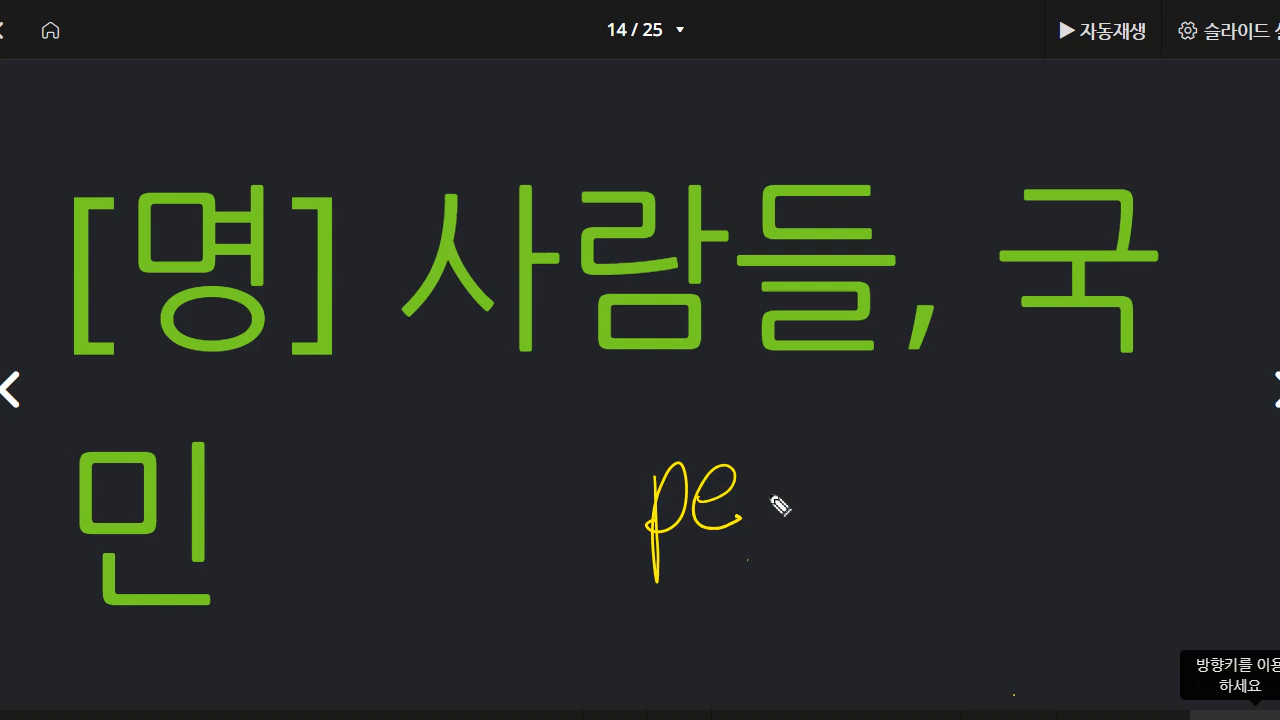 14 / 25
자동재생
슬라이드
[명] 사람들, 국
민
pe
방향키를 이용
하세요